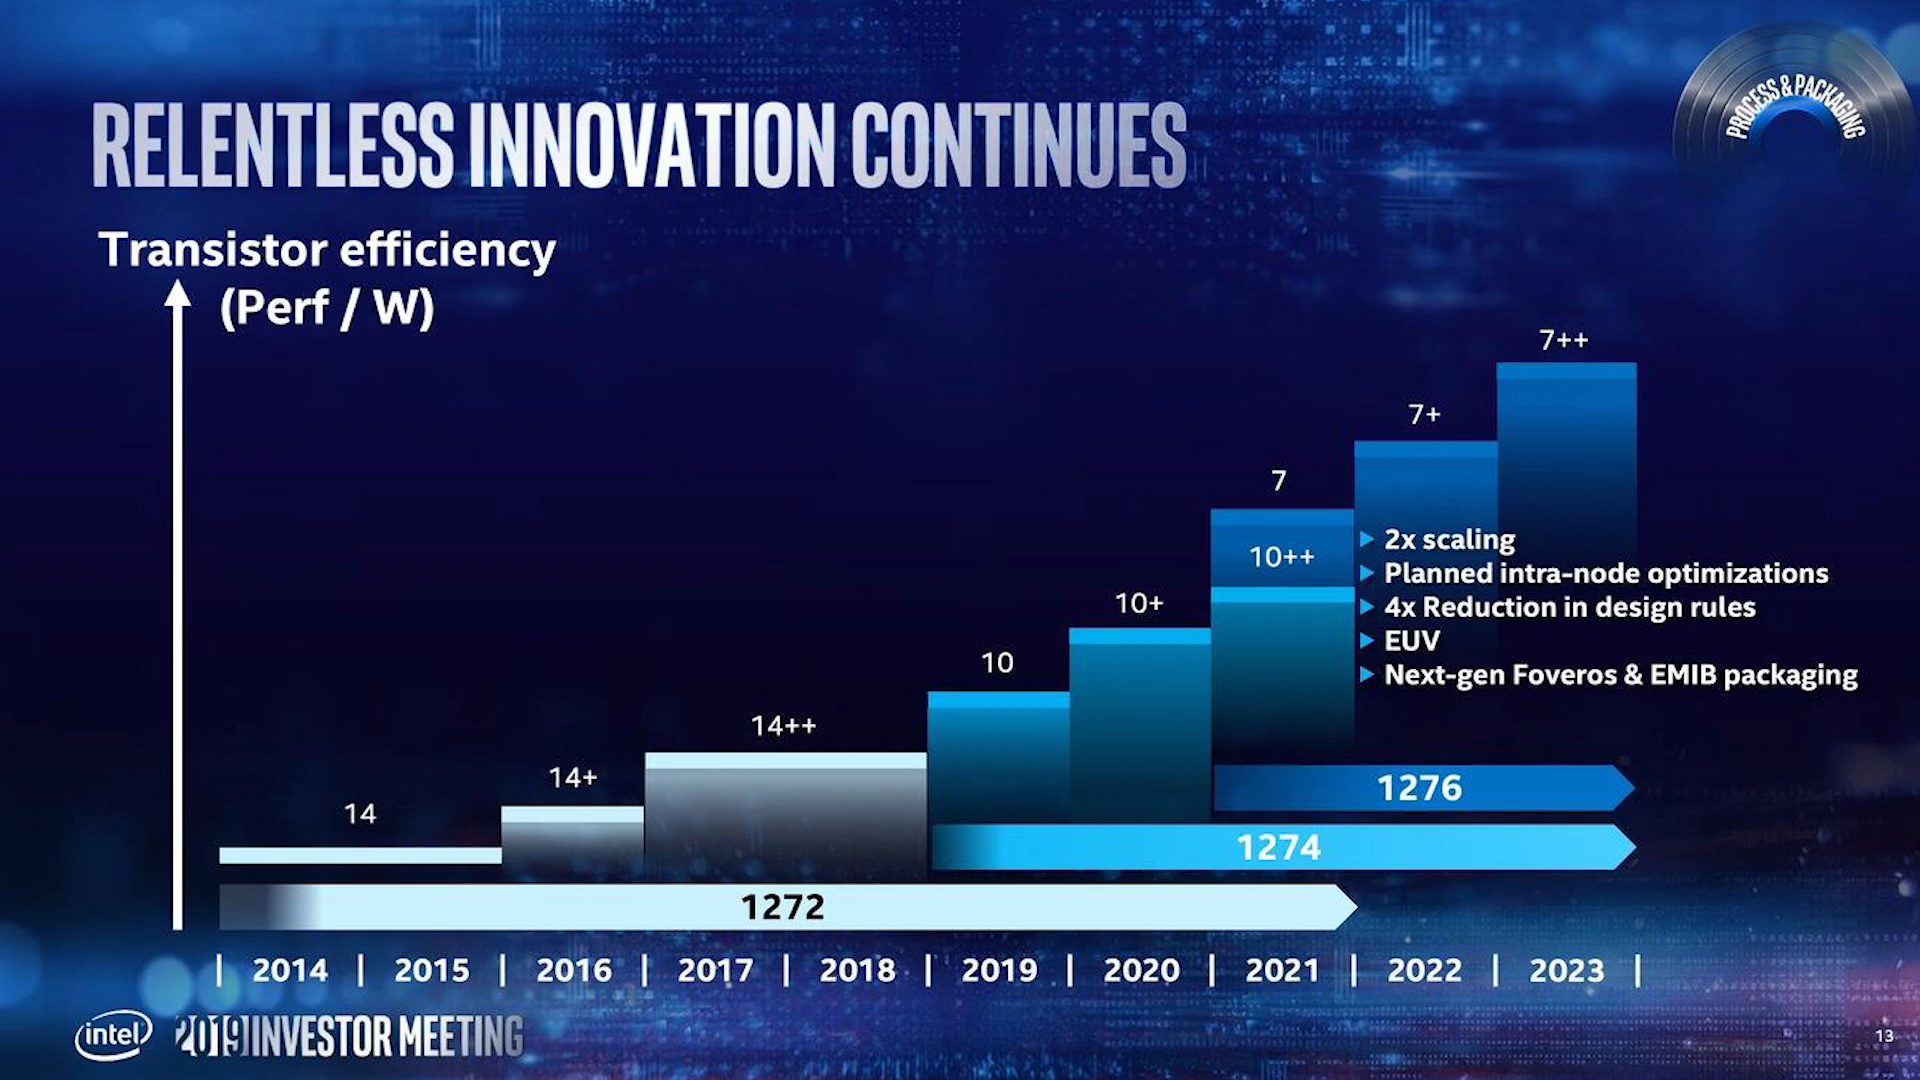 PROCESS & PACKAGING
RELENTLESS INNOVATION CONTINUES
Transistor efficiency
(Perf / W)
7++
7+
7
10++
10+
10
14++
14+
14
2x scaling
Planned intra-node optimizations
4x Reduction in design rules
EUV
Next-gen Foveros & EMIB packaging
1276
1274
1272
| 2014 | 2015 | 2016 | 2017 | 2018 | 2019 | 2020 | 2021 | 2022 | 2023 |
intel 2019 INVESTOR MEETING
13